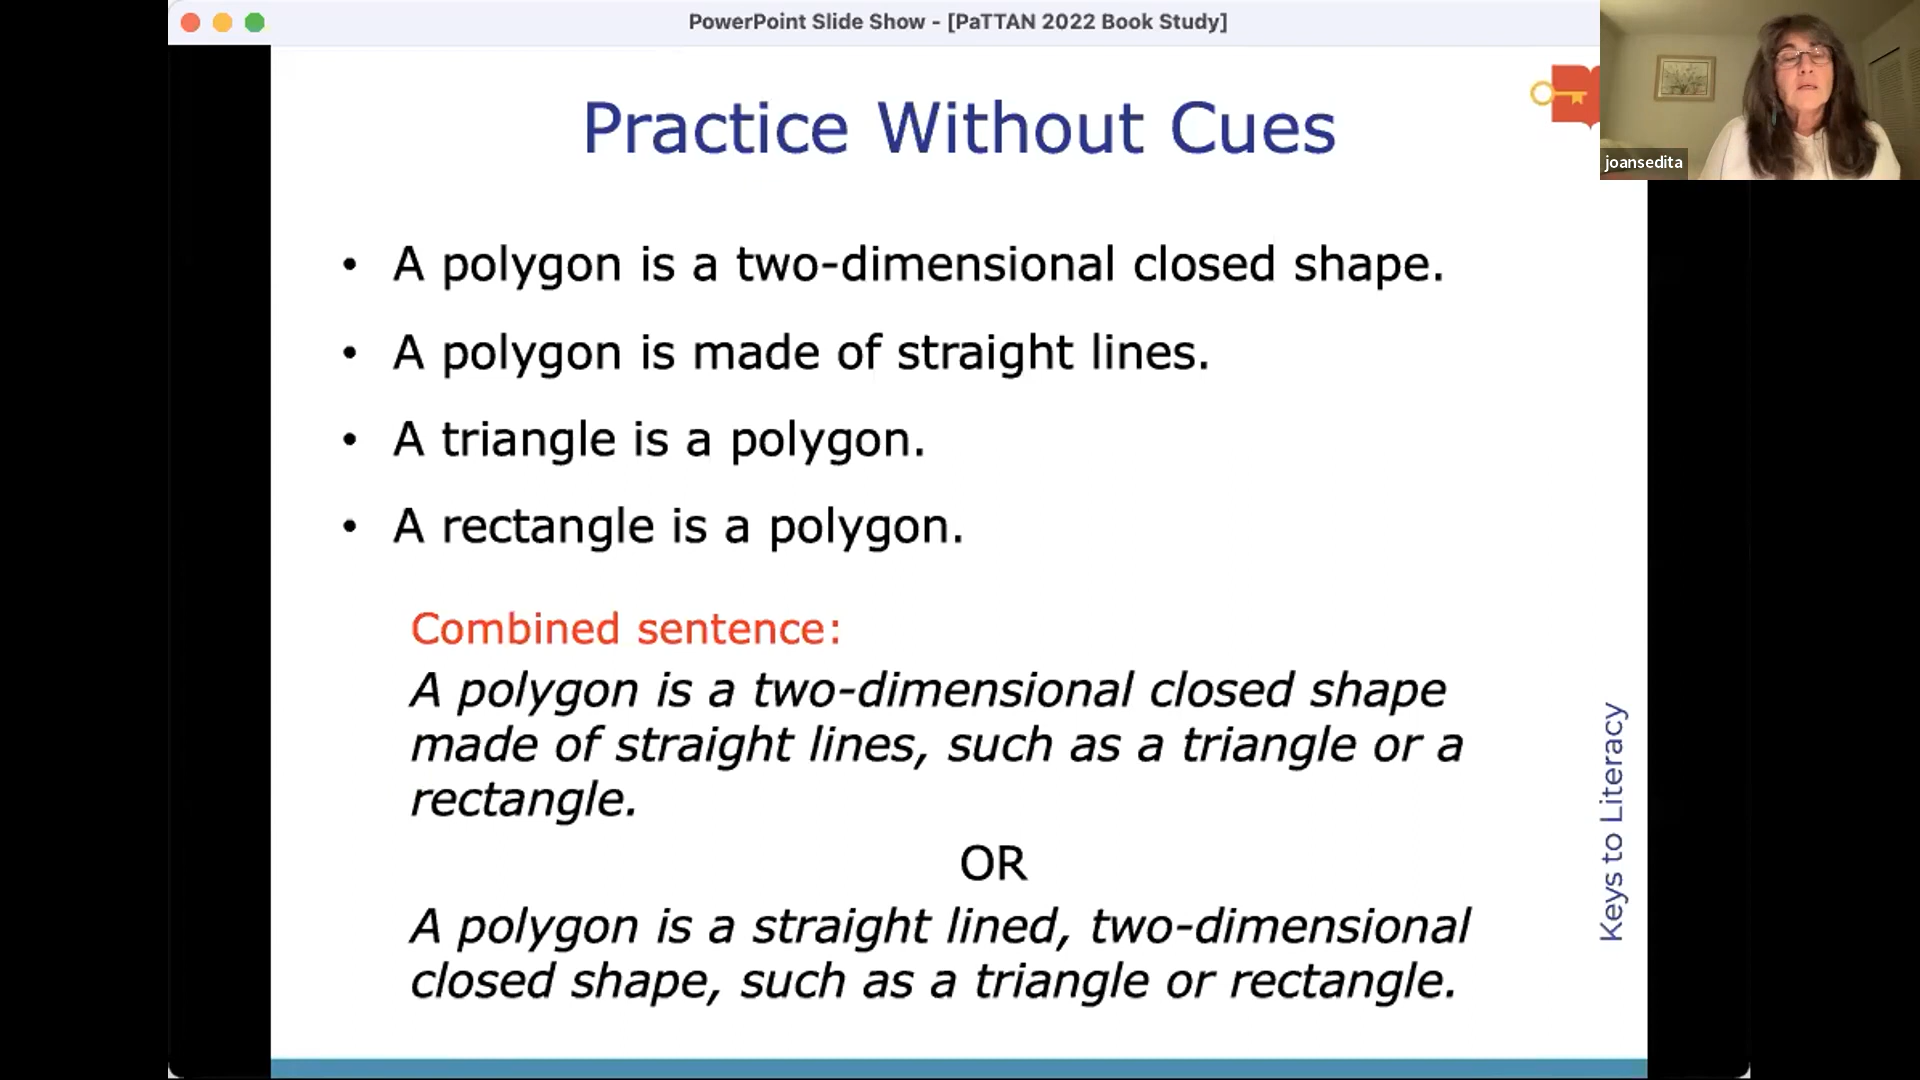 PowerPoint Slide Show - [PaTTAN 2022 Book Study]
joansedita
Practice Without Cues
• A polygon is a two-dimensional closed shape.
• A polygon is made of straight lines.
• A triangle is a polygon.
• A rectangle is a polygon.
Combined sentence:
A polygon is a two-dimensional closed shape
made of straight lines, such as a triangle or a
rectangle.
OR
A polygon is a straight lined, two-dimensional
closed shape, such as a triangle or rectangle.
Keys to Literacy